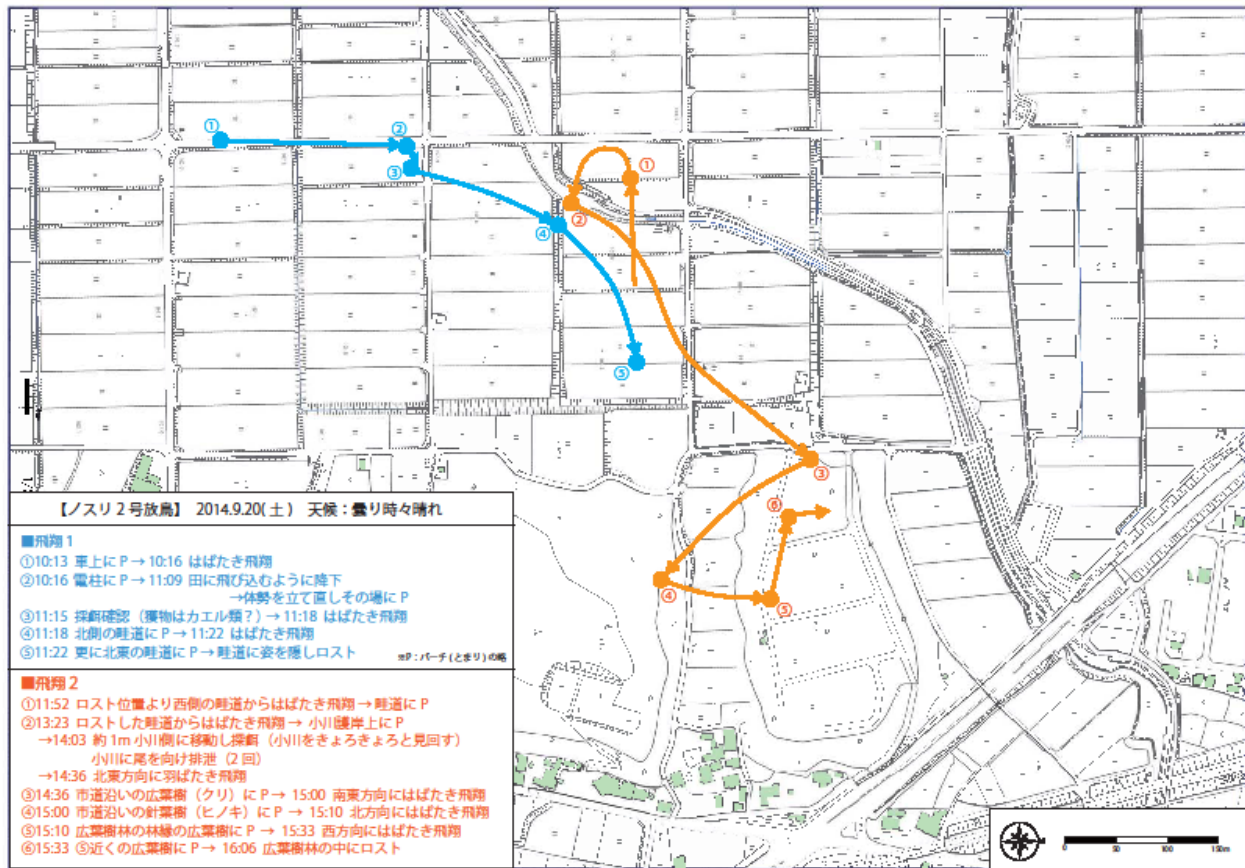 ①
②
③
④
⑤
①
②
③
④
⑤
⑥
【ノスリ2号放鳥】 2014.9.20(土) 天候：曇り時々晴れ
■飛翔1
①10:13 車上にP→10:16 はばたき飛翔
②10:16 電柱にP→11:09 田に飛び込むように降下
→体勢を立て直しその場にP
③11:15 採餌確認（獲物はカエル類？）→11:18 はばたき飛翔
④11:18 北側の畦道にP→11:22 はばたき飛翔
⑤11:22 更に北東の畦道にP→畦道に姿を隠しロスト
※P：パーチ(とまり)の略
■飛翔2
①11:52 ロスト位置より西側の畦道からはばたき飛翔→畦道にP
②13:23 ロストした畦道からはばたき飛翔→ 小川護岸上にP
→14:03 約1m小川側に移動し採餌（小川をきょろきょろと見回す）
小川に尾を向け排泄（2回）
→14:36 北東方向に羽ばたき飛翔
③14:36 市道沿いの広葉樹（クリ）にP→ 15:00 南東方向にはばたき飛翔
④15:00 市道沿いの針葉樹（ヒノキ）にP→ 15:10 北方向にはばたき飛翔
⑤15:10 広葉樹林の林縁の広葉樹にP→ 15:33 西方向にはばたき飛翔
⑥15:33 ⑤近くの広葉樹にP→ 16:06 広葉樹林の中にロスト
0 50 100 150m